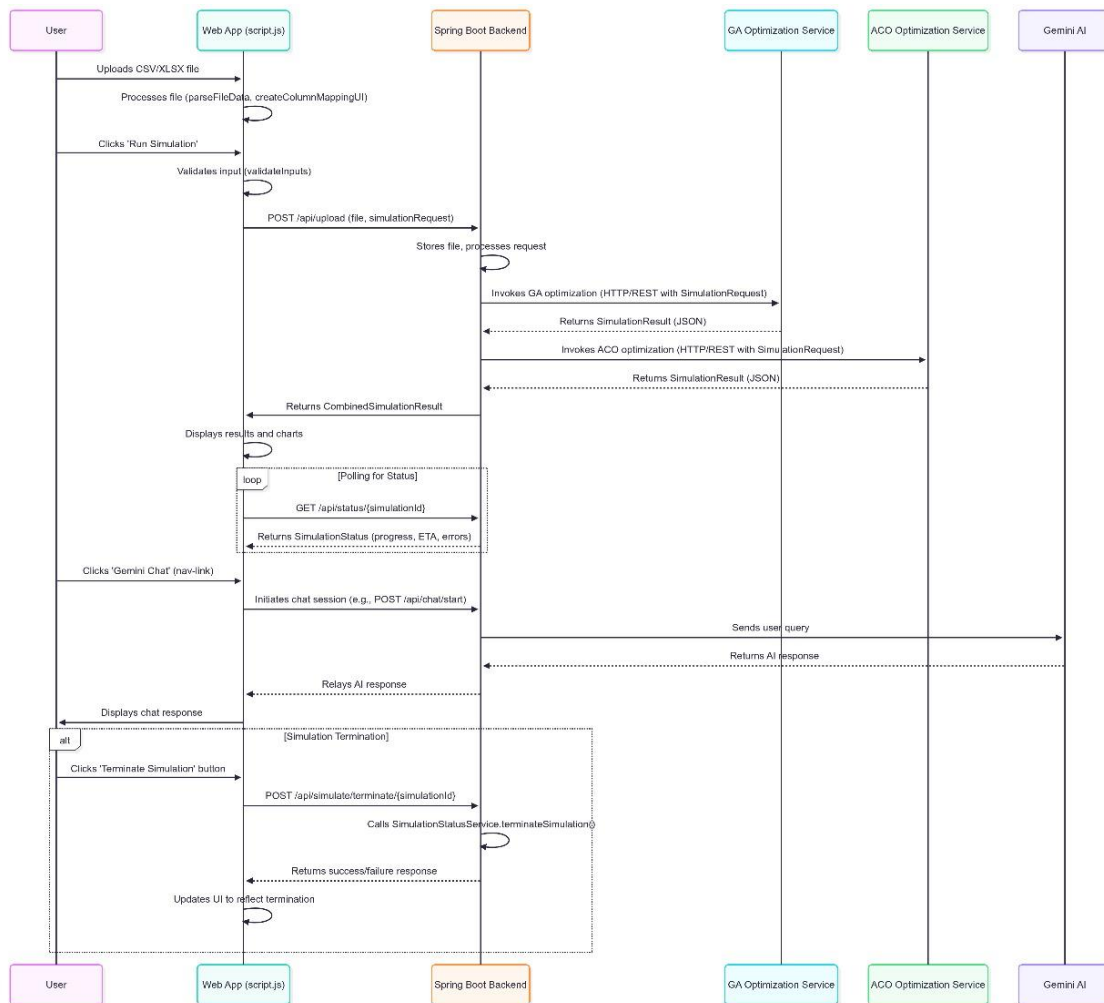 User
Web App (script.js)
Spring Boot Backend
GA Optimization Service
ACO Optimization Service
Gemini AI
Uploads CSV/XLSX file
Processes file (parseFileData, createColumnMappingUI)
Clicks 'Run Simulation'
Validates input (validateInputs)
POST /api/upload (file, simulationRequest)
Stores file, processes request
Invokes GA optimization (HTTP/REST with SimulationRequest)
Returns SimulationResult (JSON)
Invokes ACO optimization (HTTP/REST with SimulationRequest)
Returns SimulationResult (JSON)
Returns CombinedSimulationResult
Displays results and charts
loop
[Polling for Status]
GET /api/status/{simulationId}
Returns SimulationStatus (progress, ETA, errors)
Clicks 'Gemini Chat' (nav-link)
Initiates chat session (e.g., POST /api/chat/start)
Sends user query
Returns AI response
Relays AI response
Displays chat response
alt
[Simulation Termination]
Clicks 'Terminate Simulation' button
POST /api/simulate/terminate/{simulationId}
Calls SimulationStatusService.terminateSimulation()
Returns success/failure response
Updates UI to reflect termination
User
Web App (script.js)
Spring Boot Backend
GA Optimization Service
ACO Optimization Service
Gemini AI